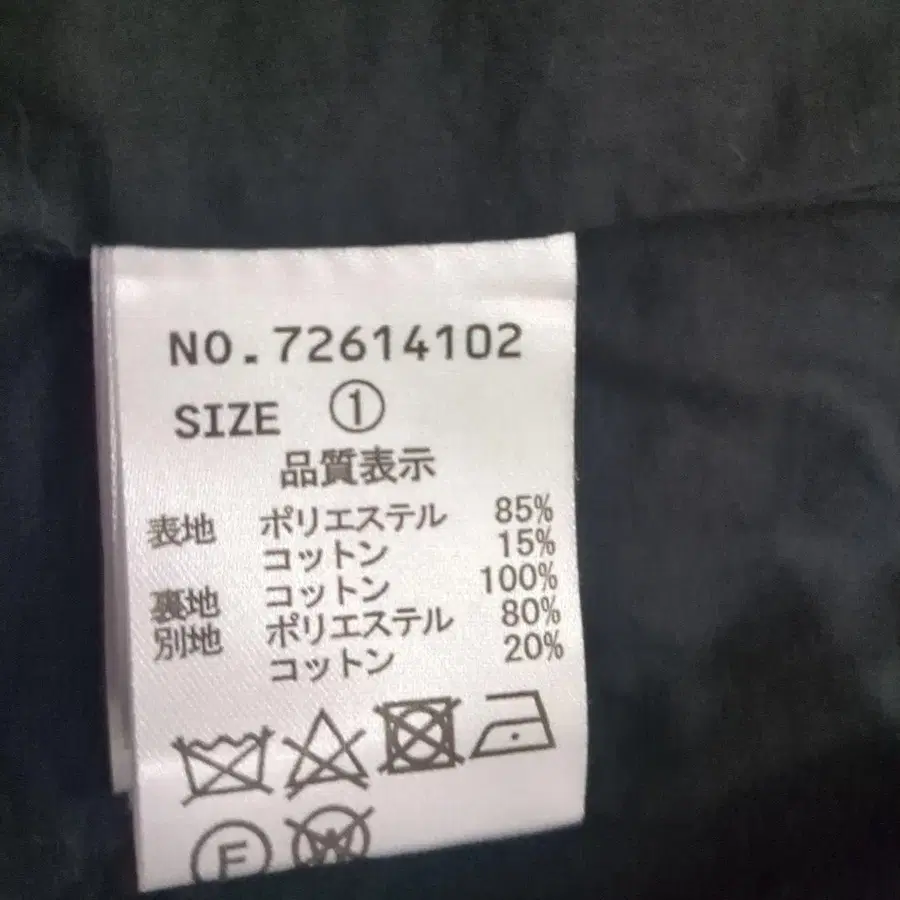 NO.72614102
SIZE ①
品質表示
表地 ポリエステル 85%
コットン 15%
裏地 コットン 100%
別地 ポリエステル 80%
コットン 20%
F W